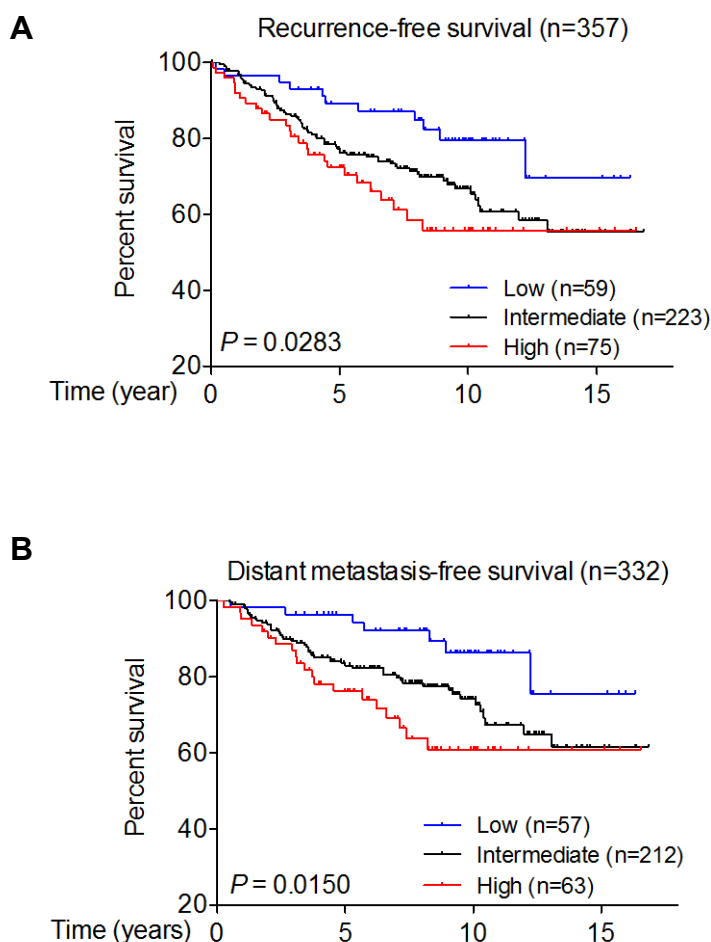 A
Recurrence-free survival (n=357)
Percent survival
100
80
60
40
20
Low (n=59)
Intermediate (n=223)
High (n=75)
P = 0.0283
Time (year)
0
5
10
15
B
Distant metastasis-free survival (n=332)
Percent survival
100
80
60
40
20
Low (n=57)
Intermediate (n=212)
High (n=63)
P = 0.0150
Time (years)
0
5
10
15